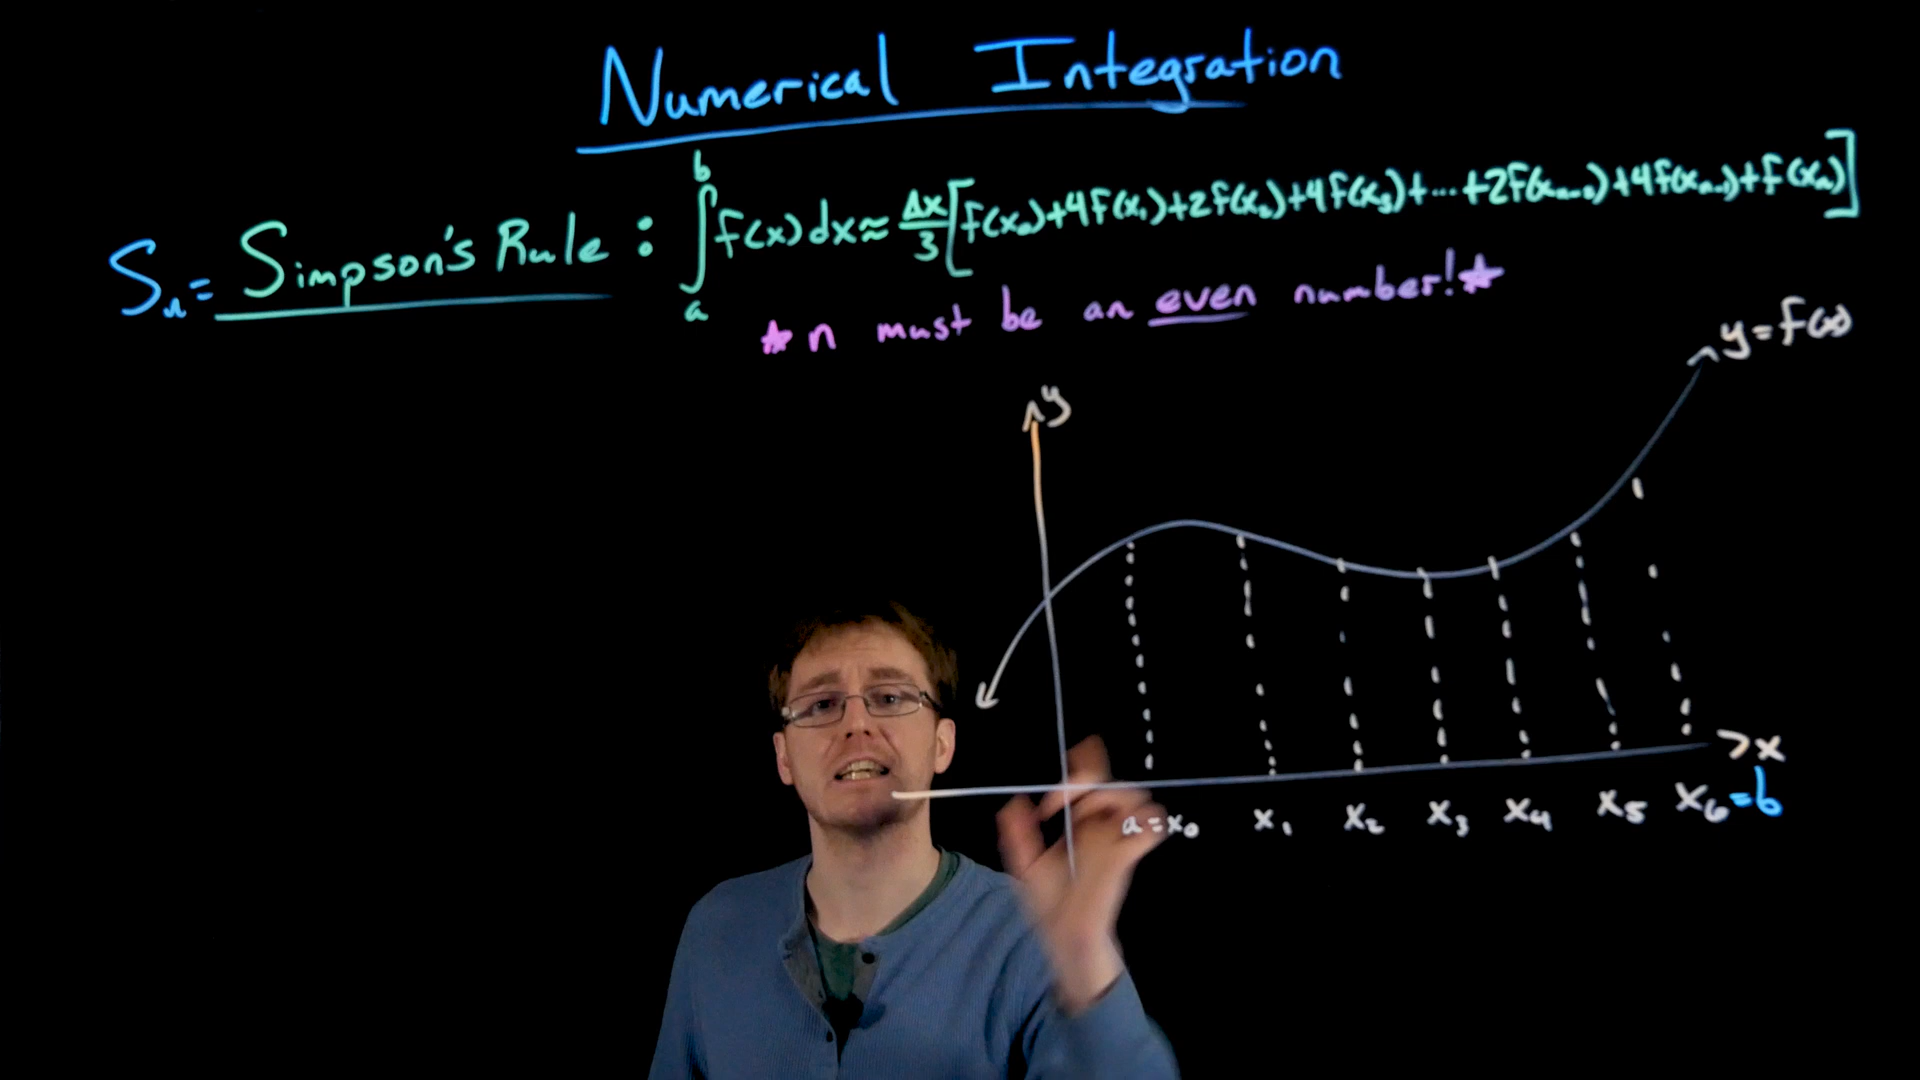 Numerical Integration
Sₙ = Simpson's Rule : ∫ₐᵇ f(x) dx ≈ Δx/3 [f(x₀)+4f(x₁)+2f(x₂)+4f(x₃)+...+2f(xₙ₋₂)+4f(xₙ₋₁)+f(xₙ)]
★ n must be an even number! ★
y = f(x)
y
x
a = x₀ x₁ x₂ x₃ x₄ x₅ x₆ = b